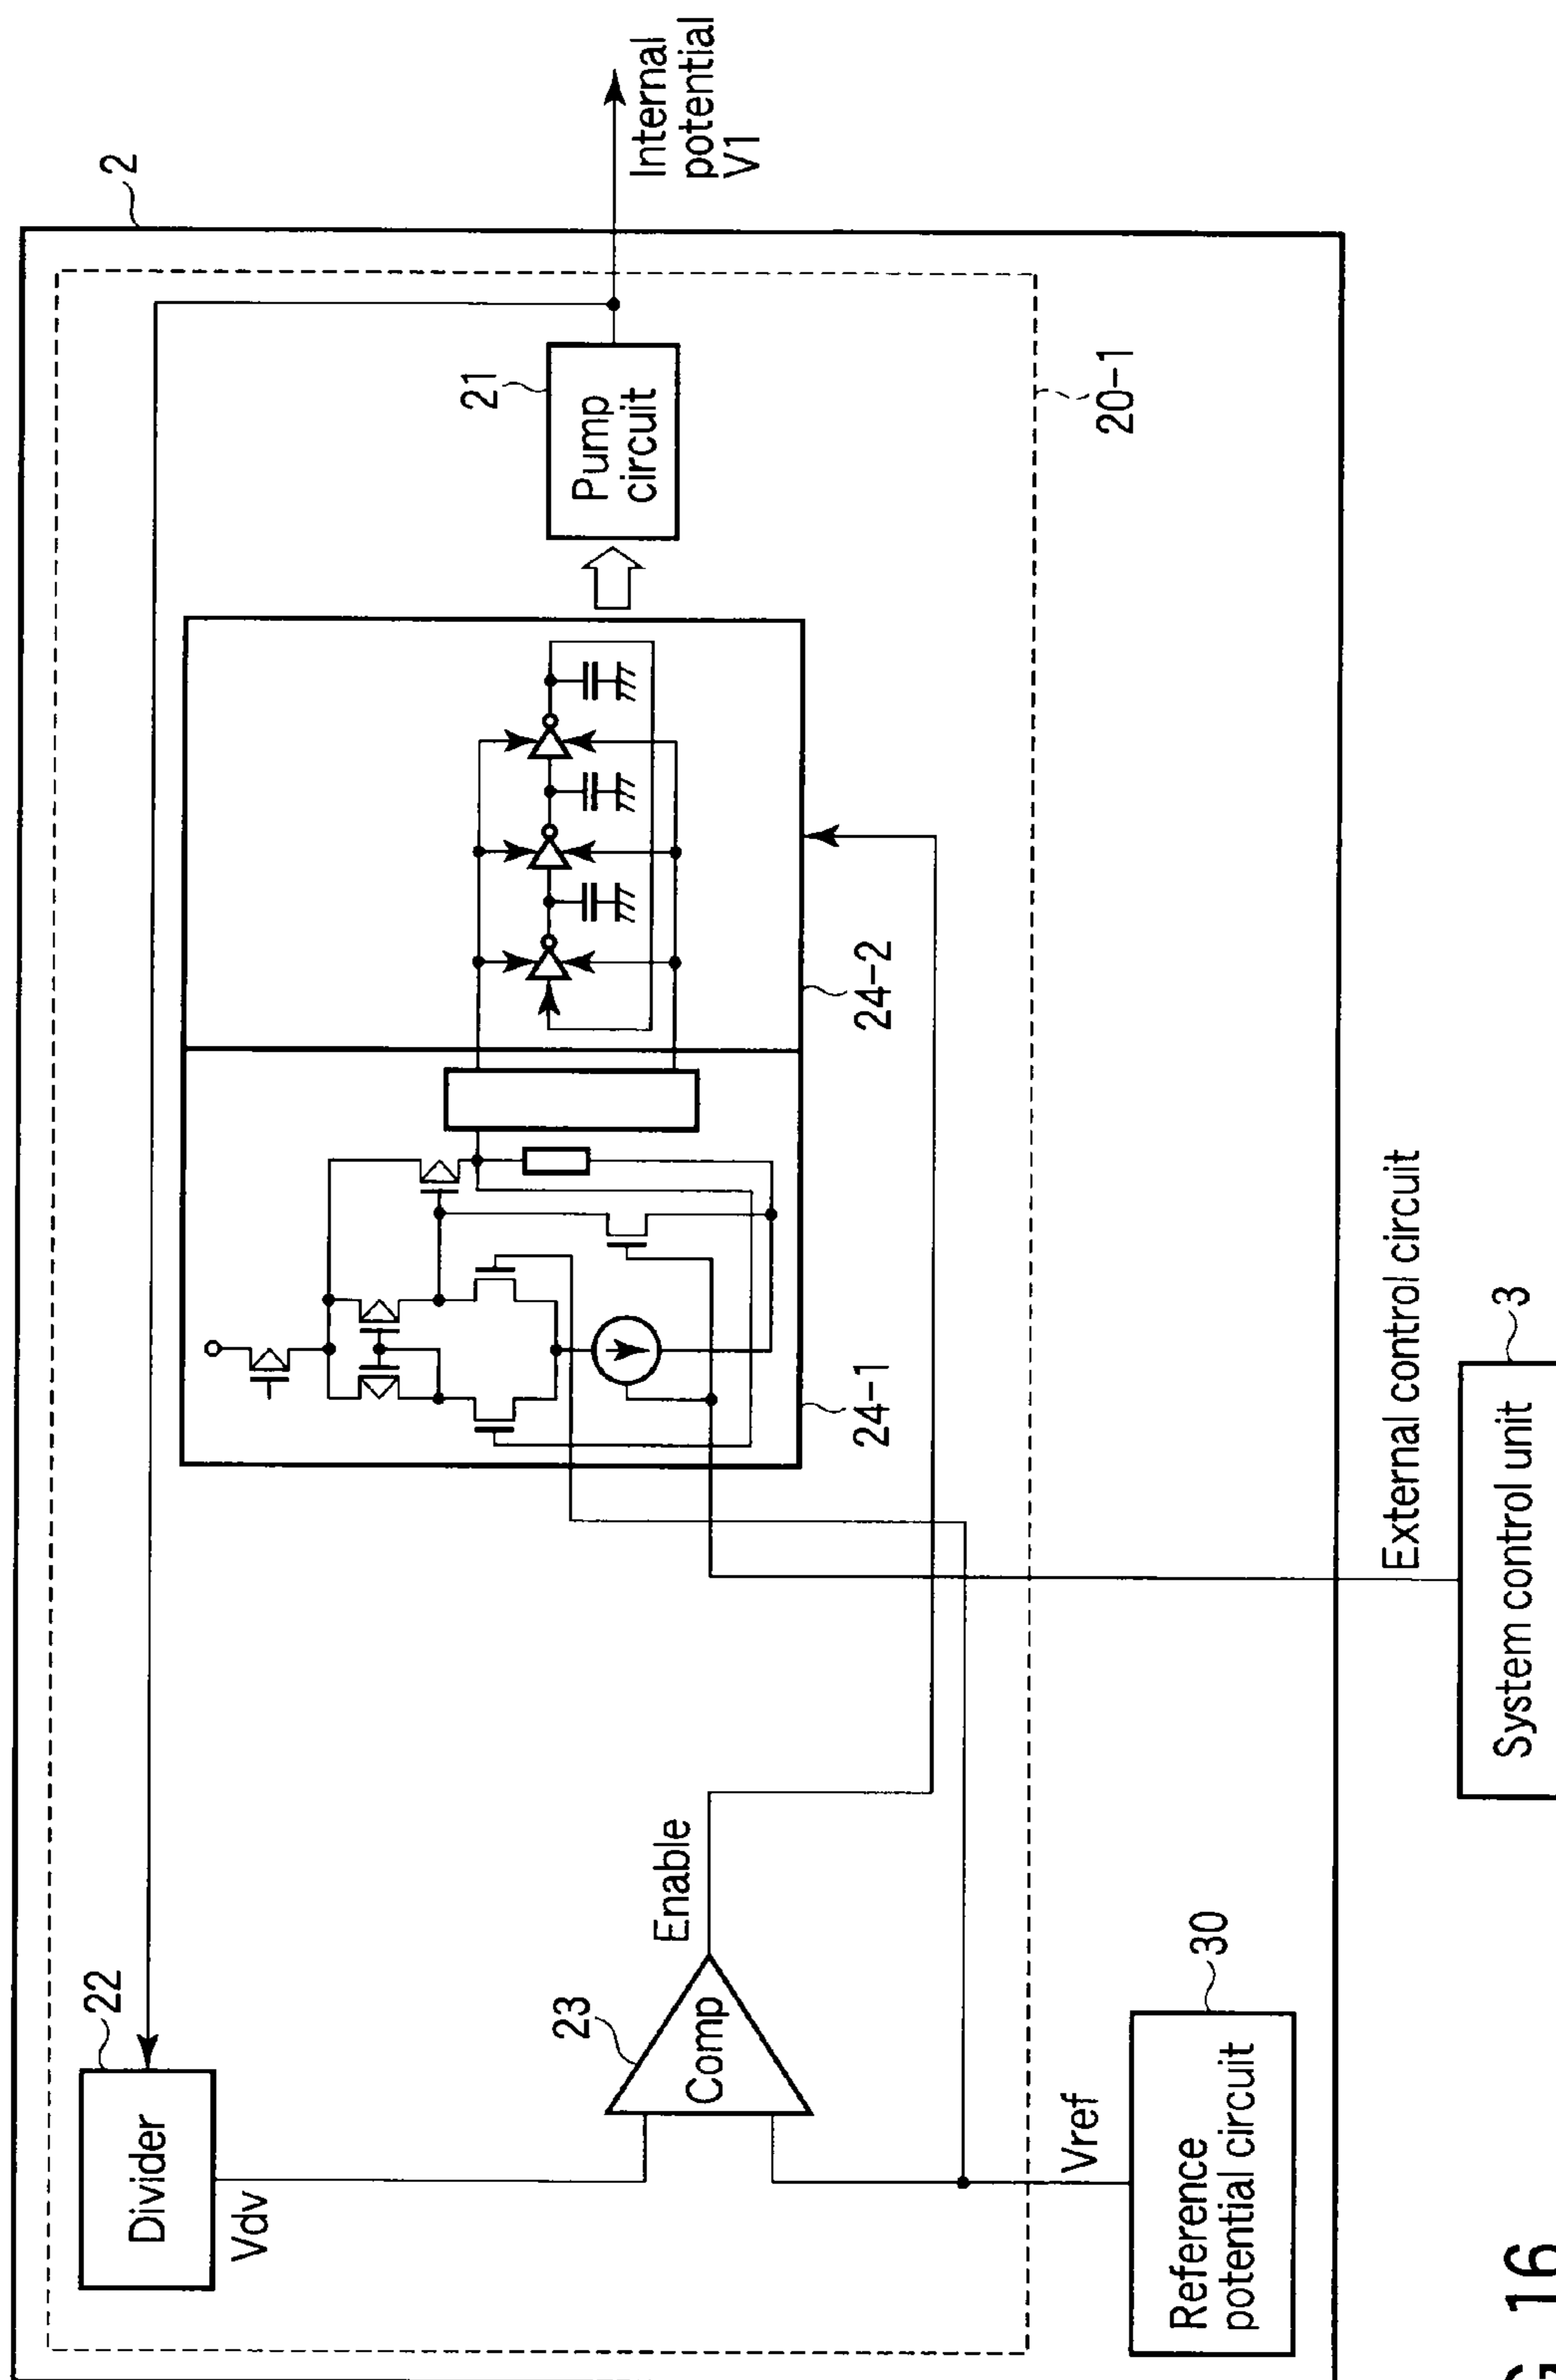 2
22
Divider
Vdv
Internal
potential
V1
21
Pump
circuit
23
Comp
Enable
24-1
24-2
20-1
Vref
30
Reference
potential circuit
External control circuit
3
System control unit
16